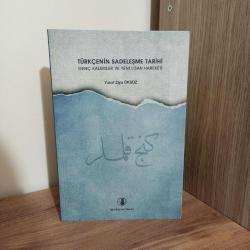 TÜRKÇENİN SADELEŞME TARİHİ
GENÇ KALEMLER VE YENİ LİSAN HAREKETİ
Yusuf Ziya ÖKSÜZ
گنج قلملر